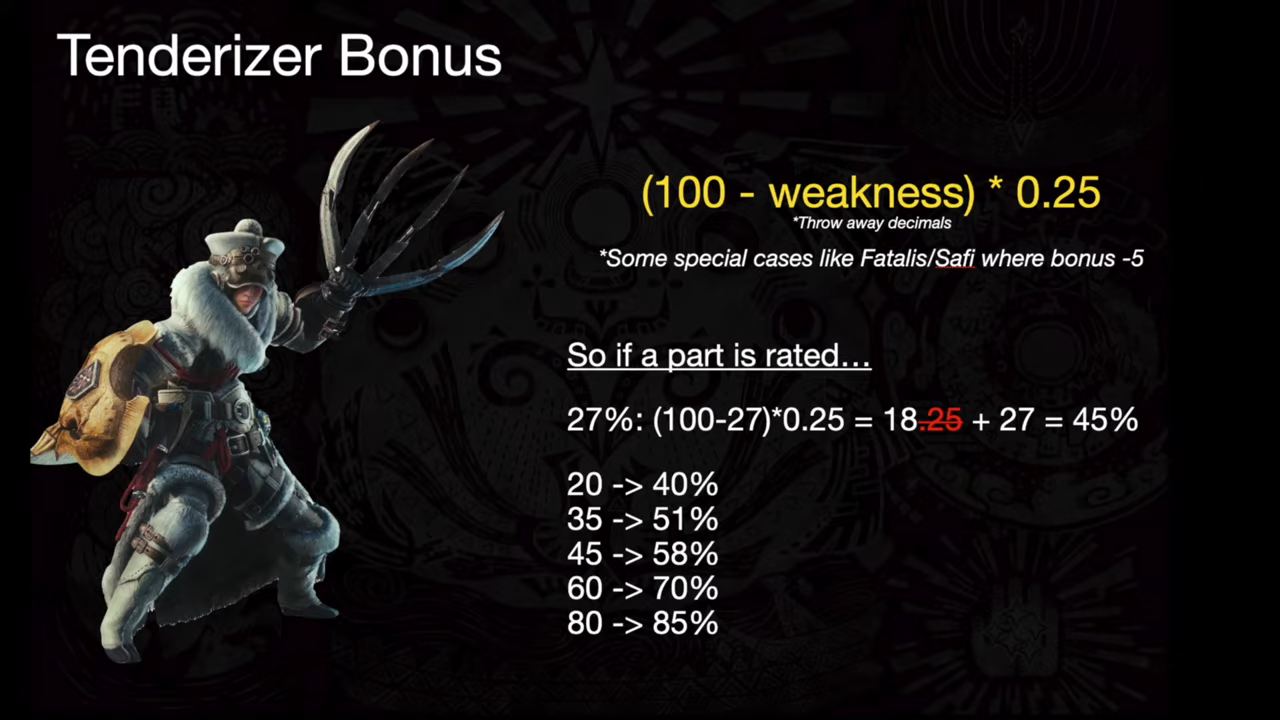 Tenderizer Bonus
(100 - weakness) * 0.25
*Throw away decimals
*Some special cases like Fatalis/Safi where bonus -5
So if a part is rated...
27%: (100-27)*0.25 = 18.25 + 27 = 45%
20 -> 40%
35 -> 51%
45 -> 58%
60 -> 70%
80 -> 85%